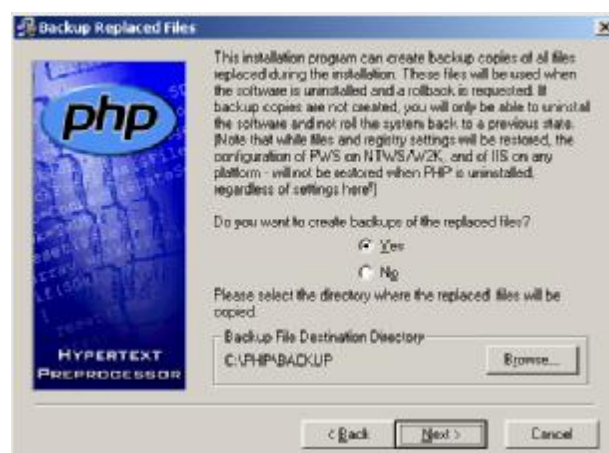 Backup Replaced Files
This installation program can create backup copies of all files
replaced during the installation. These files will be used when
the software is uninstalled and a rollback is requested. If
backup copies are not created, you will only be able to uninstall
the software and not roll the system back to a previous state.
(Note that while files and registry settings will be restored, the
configuration of PWS on NTWS/W2K, and of IIS on any
platform - will not be restored when PHP is uninstalled,
regardless of settings here!)
Do you want to create backups of the replaced files?
Yes
No
Please select the directory where the replaced files will be
copied.
Backup File Destination Directory
C:\PHP\BACKUP
Browse...
php
HYPERTEXT
PREPROCESSOR
< Back
Next >
Cancel